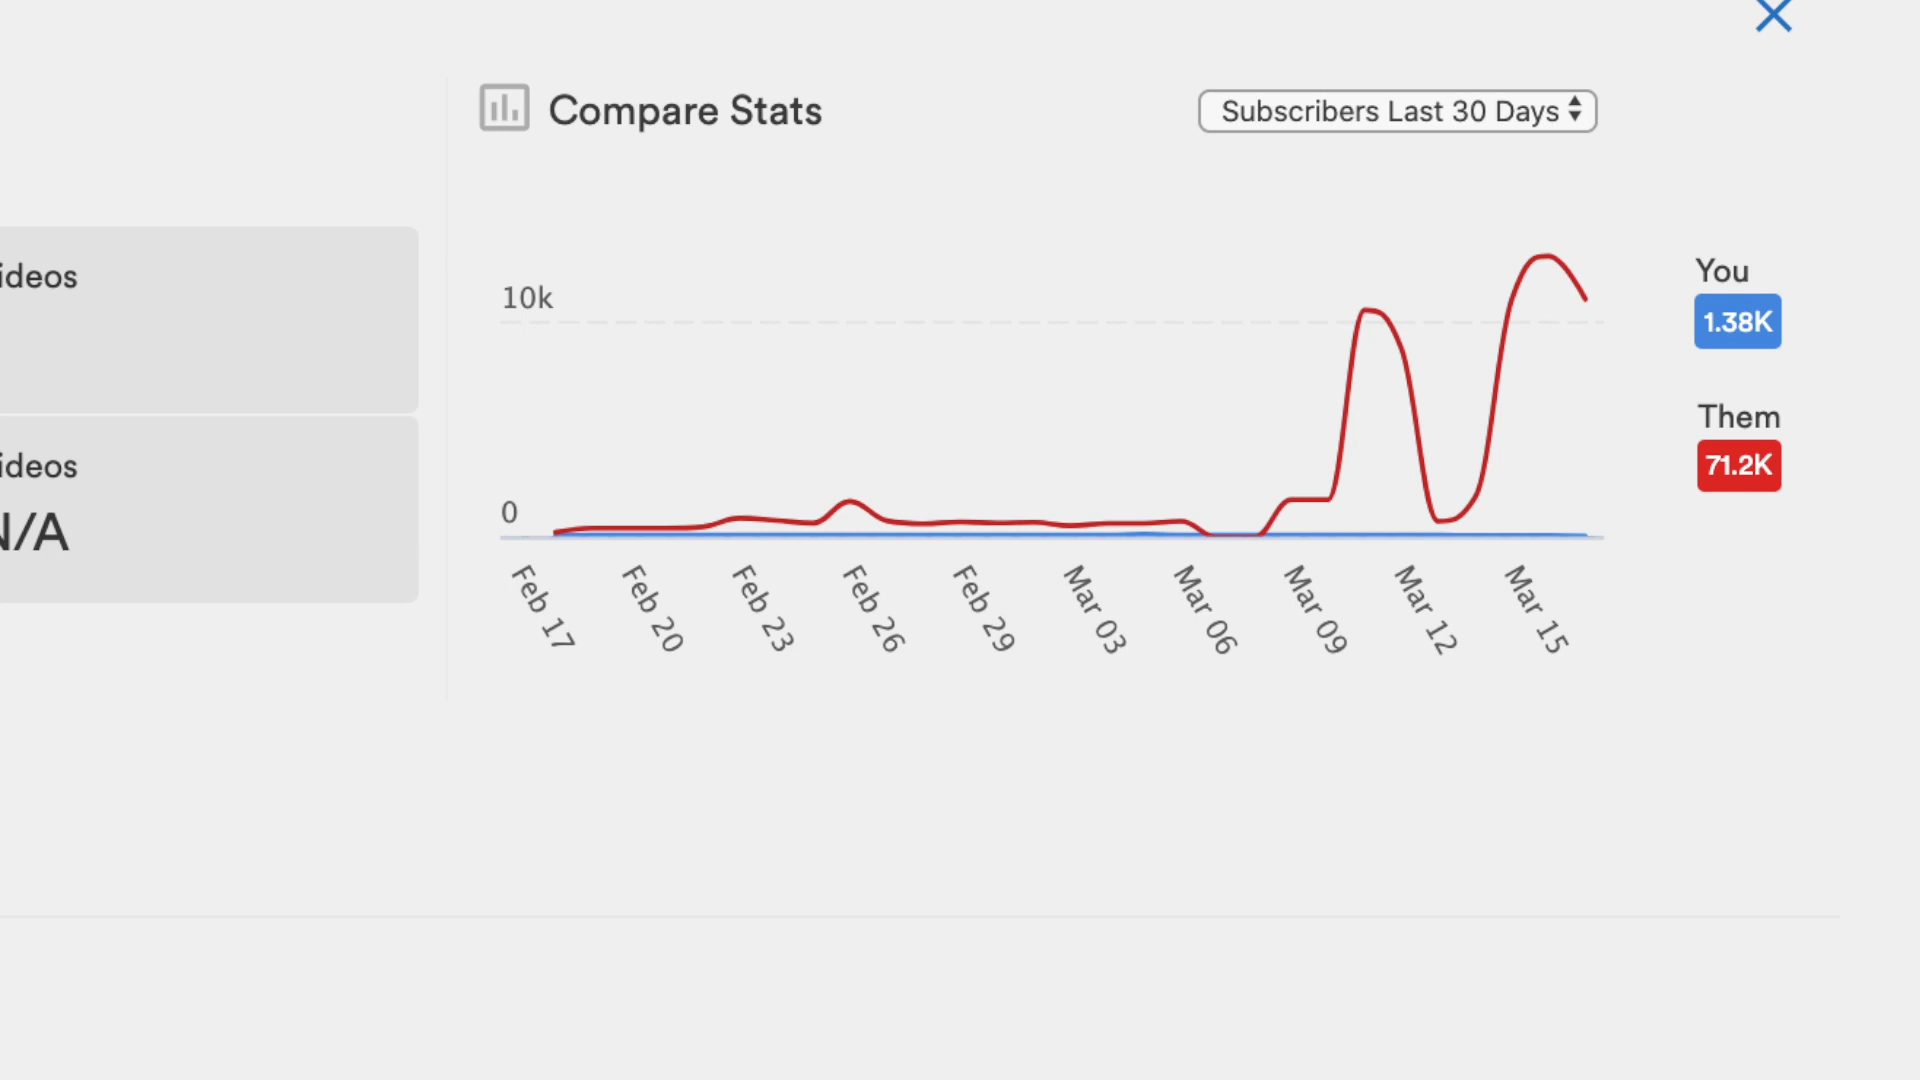 Compare Stats
Subscribers Last 30 Days
ideos
ideos
N/A
10k
0
Feb 17
Feb 20
Feb 23
Feb 26
Feb 29
Mar 03
Mar 06
Mar 09
Mar 12
Mar 15
You
1.38K
Them
71.2K